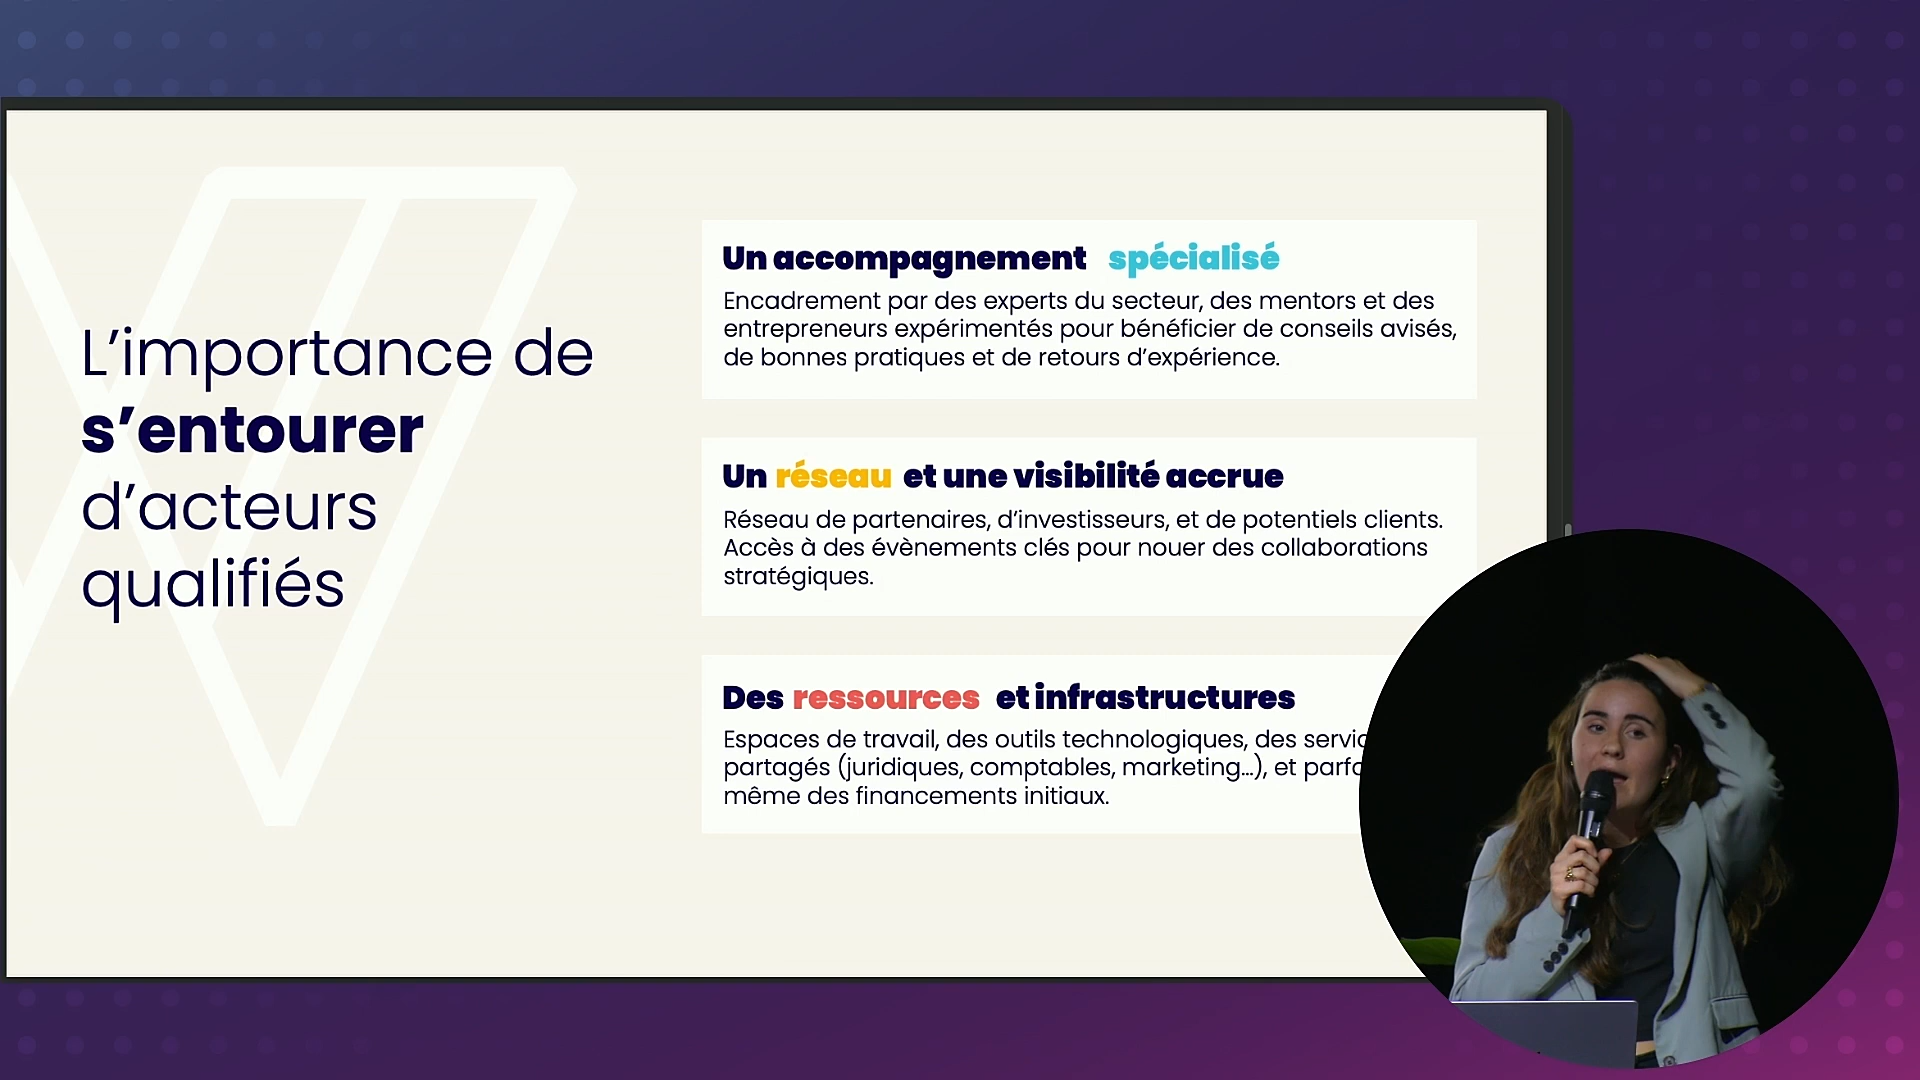 L’importance de
s’entourer
d’acteurs
qualifiés
Un accompagnement spécialisé
Encadrement par des experts du secteur, des mentors et des
entrepreneurs expérimentés pour bénéficier de conseils avisés,
de bonnes pratiques et de retours d’expérience.
Un réseau et une visibilité accrue
Réseau de partenaires, d’investisseurs, et de potentiels clients.
Accès à des évènements clés pour nouer des collaborations
stratégiques.
Des ressources et infrastructures
Espaces de travail, des outils technologiques, des
partagés (juridiques, comptables, marketing...), et
même des financements initiaux.